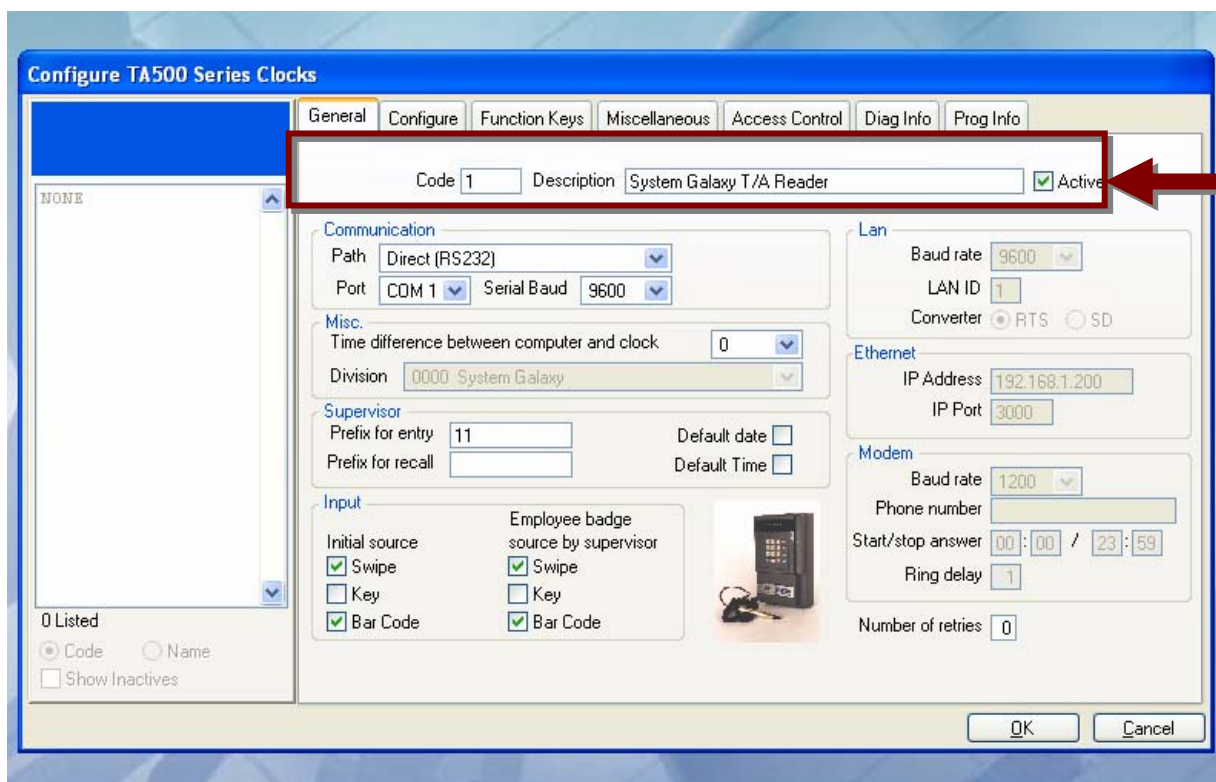 Configure TA500 Series Clocks
General Configure Function Keys Miscellaneous Access Control Diag Info Prog Info
Code 1 Description System Galaxy T/A Reader Active
NONE
0 Listed
Code Name
Show Inactives
Communication
Path Direct (RS232)
Port COM 1 Serial Baud 9600
Misc.
Time difference between computer and clock 0
Division 0000 System Galaxy
Supervisor
Prefix for entry 11 Default date
Prefix for recall Default Time
Input
Employee badge
Initial source source by supervisor
Swipe Swipe
Key Key
Bar Code Bar Code
Lan
Baud rate 9600
LAN ID 1
Converter RTS SD
Ethernet
IP Address 192.168.1.200
IP Port 3000
Modem
Baud rate 1200
Phone number
Start/stop answer 00 : 00 / 23 : 59
Ring delay 1
Number of retries 0
OK Cancel